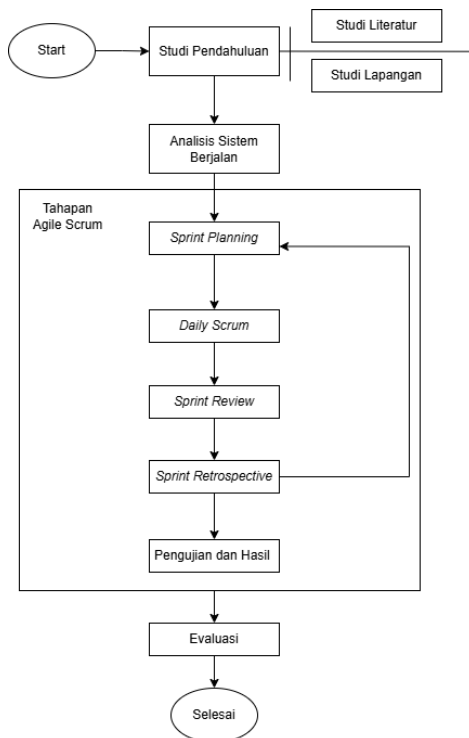 Start
Studi Pendahuluan
Studi Literatur
Studi Lapangan
Analisis Sistem
Berjalan
Tahapan
Agile Scrum
Sprint Planning
Daily Scrum
Sprint Review
Sprint Retrospective
Pengujian dan Hasil
Evaluasi
Selesai